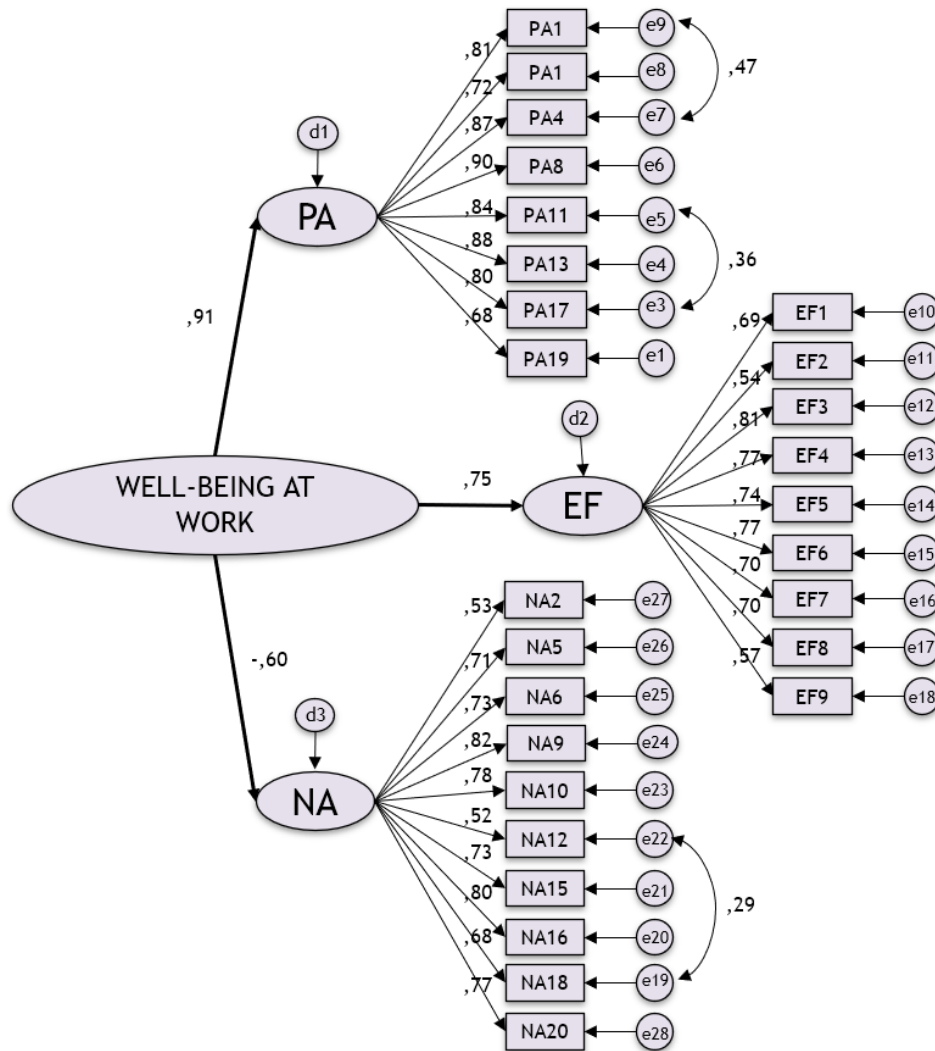 PA1
e9
,81
PA1
e8
,47
,72
PA4
e7
,87
d1
PA8
e6
,90
PA
PA11
e5
,84
PA13
e4
,88
,36
PA17
e3
,80
,91
,68
PA19
e1
EF1
e10
,69
EF2
e11
,54
EF3
e12
,81
d2
EF4
e13
,77
WELL-BEING AT
WORK
,75
EF
EF5
e14
,74
EF6
e15
,77
EF7
e16
,70
EF8
e17
,70
EF9
e18
,57
NA2
e27
,53
NA5
e26
,71
-,60
NA6
e25
,73
d3
NA9
e24
,82
NA
NA10
e23
,78
NA12
e22
,52
NA15
e21
,73
,29
NA16
e20
,80
NA18
e19
,68
NA20
e28
,77